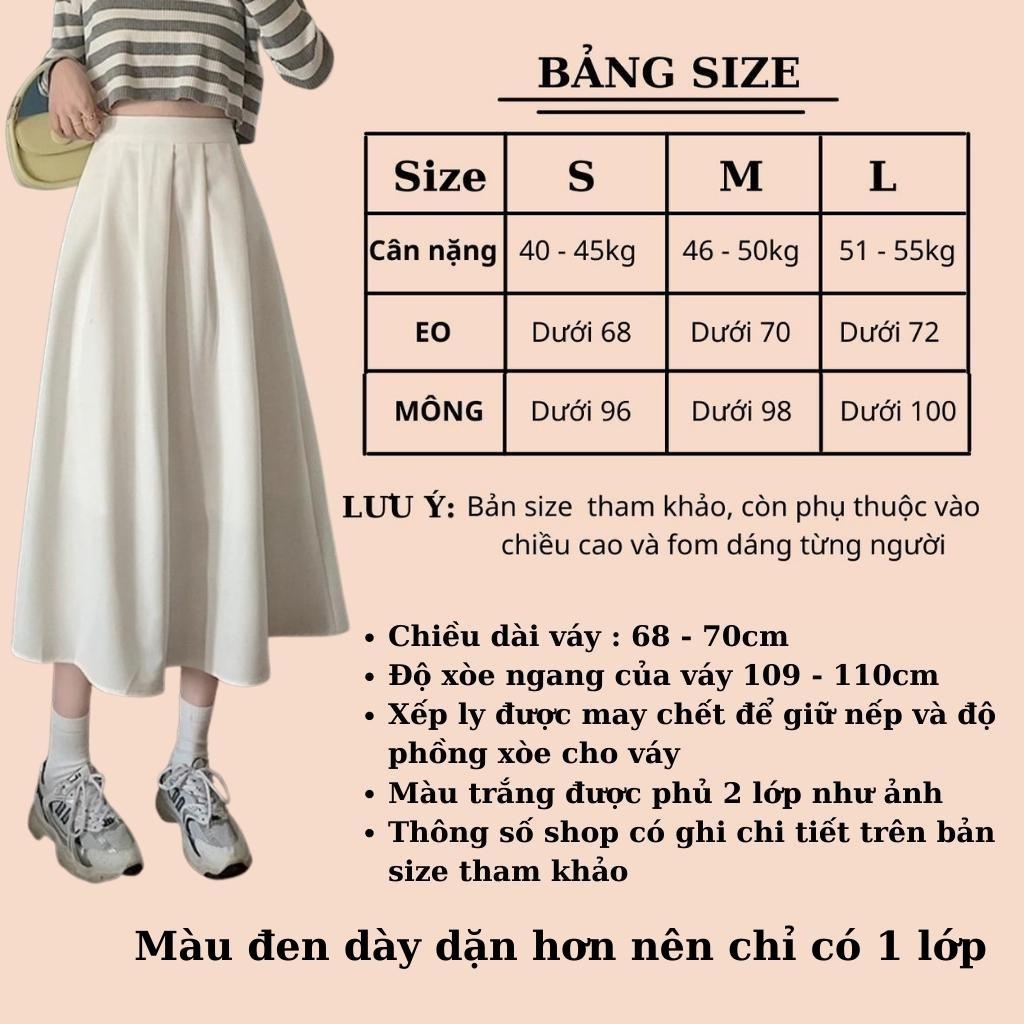 BẢNG SIZE
Size S M L
Cân nặng 40 - 45kg 46 - 50kg 51 - 55kg
EO Dưới 68 Dưới 70 Dưới 72
MÔNG Dưới 96 Dưới 98 Dưới 100
LƯU Ý: Bản size tham khảo, còn phụ thuộc vào
chiều cao và fom dáng từng người
• Chiều dài váy : 68 - 70cm
• Độ xòe ngang của váy 109 - 110cm
• Xếp ly được may chết để giữ nếp và độ
phồng xòe cho váy
• Màu trắng được phủ 2 lớp như ảnh
• Thông số shop có ghi chi tiết trên bản
size tham khảo
Màu đen dày dặn hơn nên chỉ có 1 lớp